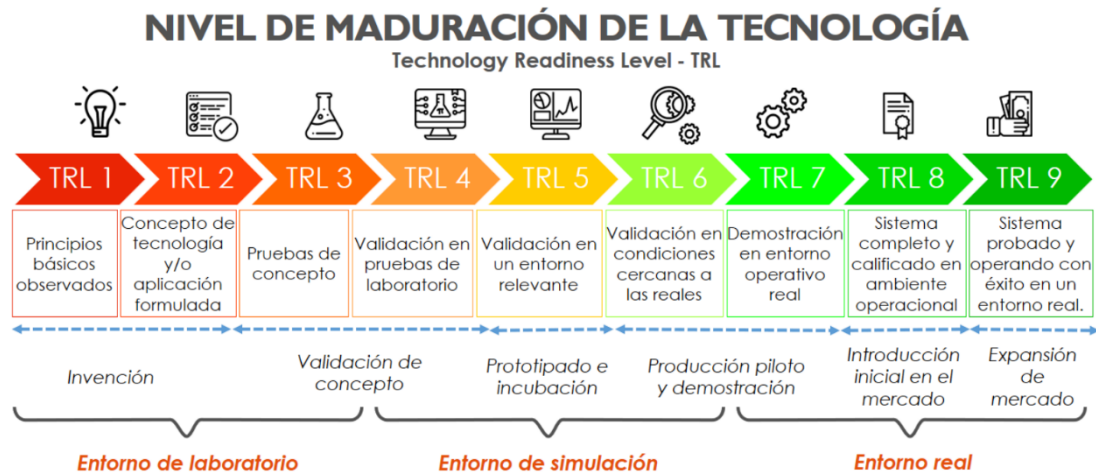 NIVEL DE MADURACIÓN DE LA TECNOLOGÍA
Technology Readiness Level - TRL
TRL 1
TRL 2
TRL 3
TRL 4
TRL 5
TRL 6
TRL 7
TRL 8
TRL 9
Principios
básicos
observados
Concepto de
tecnología
y/o
aplicación
formulada
Pruebas de
concepto
Validación en
pruebas de
laboratorio
Validación en
un entorno
relevante
Validación en
condiciones
cercanas a
las reales
Demostración
en entorno
operativo
real
Sistema
completo y
calificado en
ambiente
operacional
Sistema
probado y
operando con
éxito en un
entorno real.
Invención
Validación de
concepto
Prototipado e
incubación
Producción piloto
y demostración
Introducción
inicial en el
mercado
Expansión
de
mercado
Entorno de laboratorio
Entorno de simulación
Entorno real